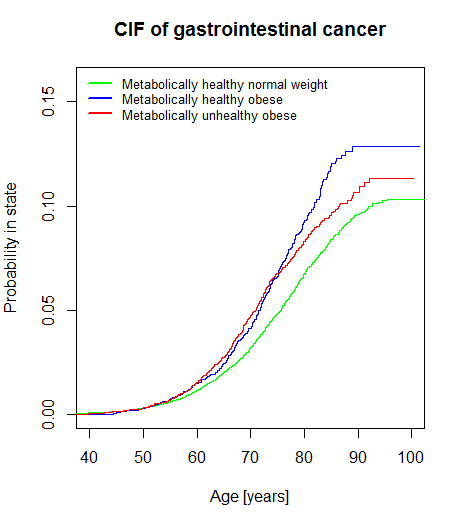 CIF of gastrointestinal cancer
Metabolically healthy normal weight
Metabolically healthy obese
Metabolically unhealthy obese
Probability in state
0.15
0.10
0.05
0.00
40 50 60 70 80 90 100
Age [years]